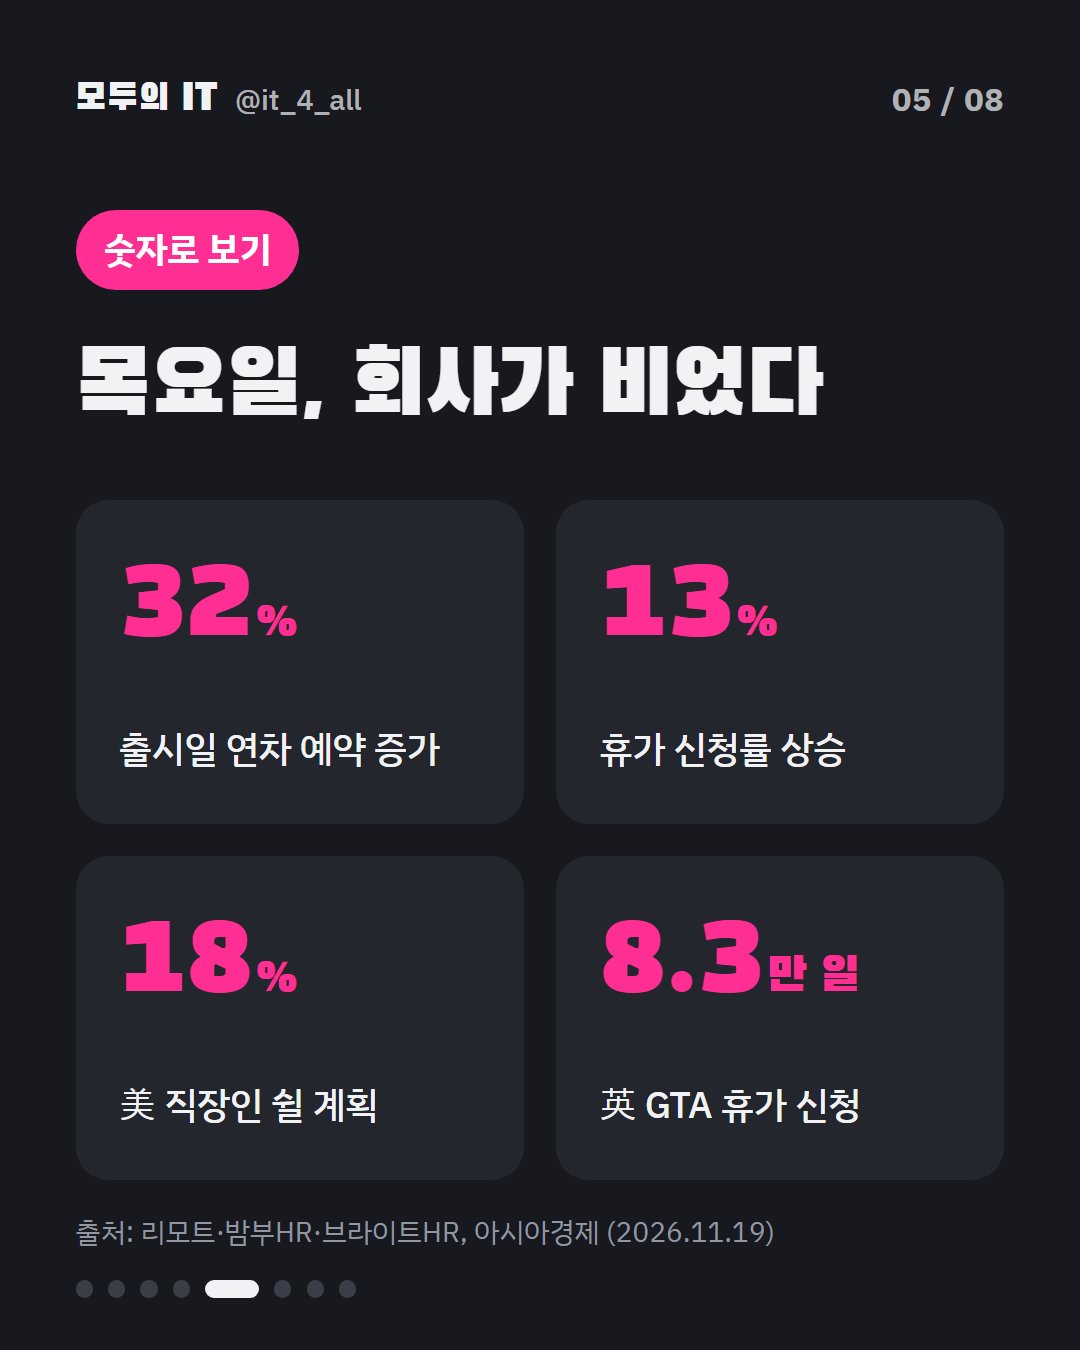 모두의 IT @it_4_all
05 / 08
숫자로 보기
목요일, 회사가 비었다
32%
출시일 연차 예약 증가
13%
휴가 신청률 상승
18%
美 직장인 쉴 계획
8.3만 일
英 GTA 휴가 신청
출처: 리모트·밤부HR·브라이트HR, 아시아경제 (2026.11.19)